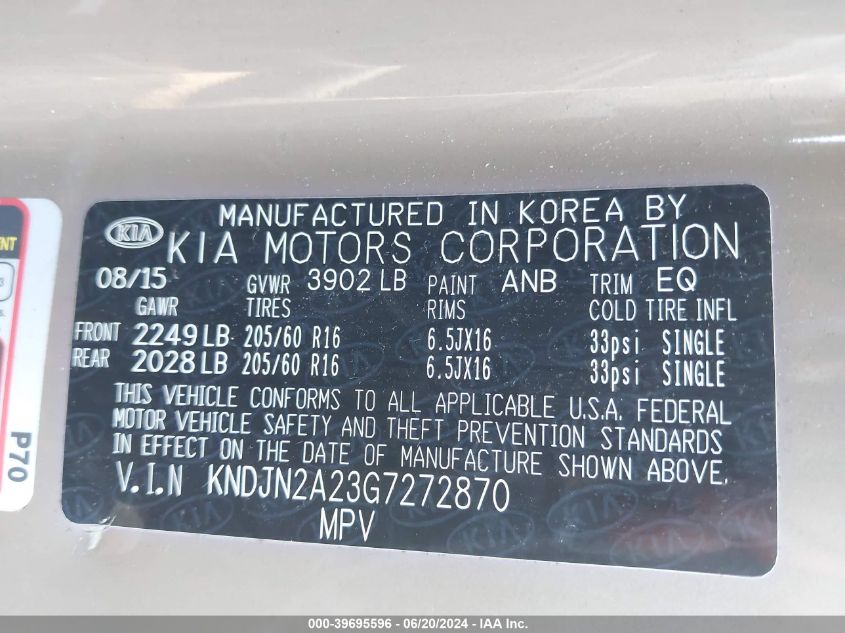 MANUFACTURED IN KOREA BY
KIA KIA MOTORS CORPORATION
08/15 GVWR 3902 LB PAINT ANB TRIM EQ
GAWR TIRES RIMS COLD TIRE INFL
FRONT 2249 LB 205/60 R16 6.5JX16 33psi SINGLE
REAR 2028 LB 205/60 R16 6.5JX16 33psi SINGLE
THIS VEHICLE CONFORMS TO ALL APPLICABLE U.S.A. FEDERAL
MOTOR VEHICLE SAFETY AND THEFT PREVENTION STANDARDS
IN EFFECT ON THE DATE OF MANUFACTURE SHOWN ABOVE.
V.I.N KNDJN2A23G7272870
MPV
P70
000-39695596 - 06/20/2024 - IAAI.com